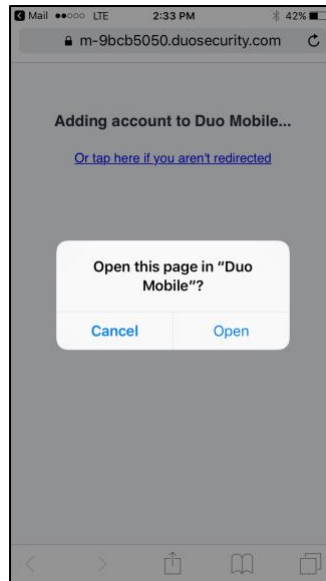 Mail LTE 2:33 PM 42%
m-9bcb5050.duosecurity.com
Adding account to Duo Mobile...
Or tap here if you aren't redirected
Open this page in “Duo
Mobile”?
Cancel Open